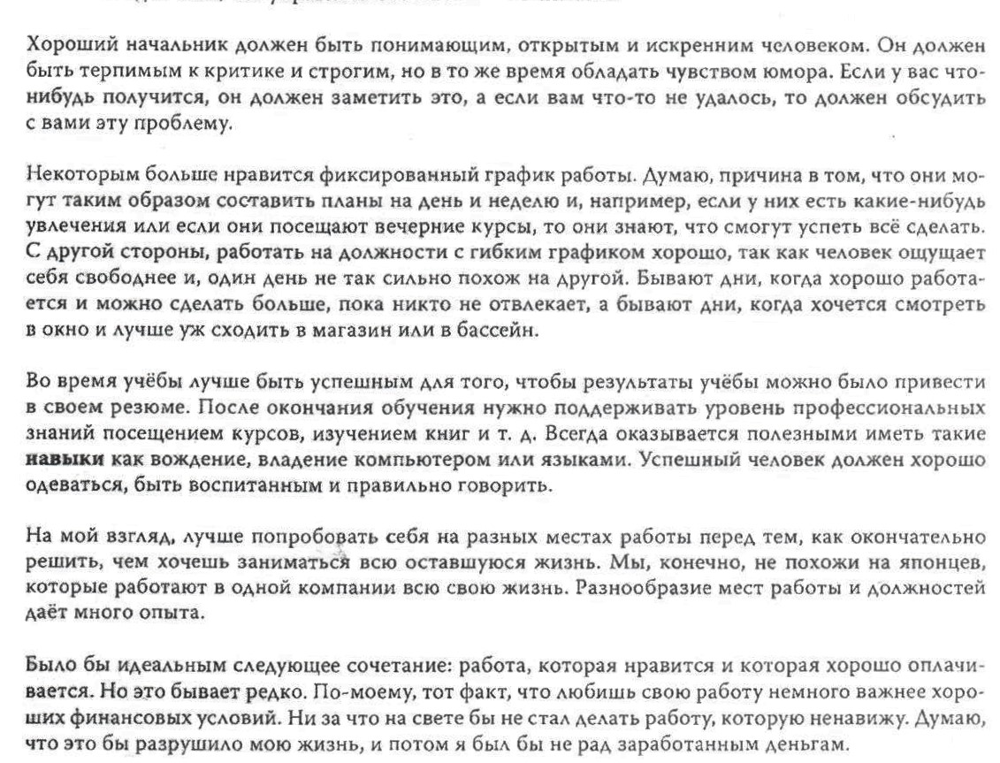 Хороший начальник должен быть понимающим, открытым и искренним человеком. Он должен
быть терпимым к критике и строгим, но в то же время обладать чувством юмора. Если у вас что-
нибудь получится, он должен заметить это, а если вам что-то не удалось, то должен обсудить
с вами эту проблему.
Некоторым больше нравится фиксированный график работы. Думаю, причина в том, что они мо-
гут таким образом составить планы на день и неделю и, например, если у них есть какие-нибудь
увлечения или если они посещают вечерние курсы, то они знают, что смогут успеть всё сделать.
С другой стороны, работать на должности с гибким графиком хорошо, так как человек ощущает
себя свободнее и, один день не так сильно похож на другой. Бывают дни, когда хорошо работа-
ется и можно сделать больше, пока никто не отвлекает, а бывают дни, когда хочется смотреть
в окно и лучше уж сходить в магазин или в бассейн.
Во время учёбы лучше быть успешным для того, чтобы результаты учёбы можно было привести
в своем резюме. После окончания обучения нужно поддерживать уровень профессиональных
знаний посещением курсов, изучением книг и т. д. Всегда оказывается полезными иметь такие
навыки как вождение, владение компьютером или языками. Успешный человек должен хорошо
одеваться, быть воспитанным и правильно говорить.
На мой взгляд, лучше попробовать себя на разных местах работы перед тем, как окончательно
решить, чем хочешь заниматься всю оставшуюся жизнь. Мы, конечно, не похожи на японцев,
которые работают в одной компании всю свою жизнь. Разнообразие мест работы и должностей
даёт много опыта.
Было бы идеальным следующее сочетание: работа, которая нравится и которая хорошо оплачи-
вается. Но это бывает редко. По-моему, тот факт, что любишь свою работу немного важнее хоро-
ших финансовых условий. Ни за что на свете бы не стал делать работу, которую ненавижу. Думаю,
что это бы разрушило мою жизнь, и потом я был бы не рад заработанным деньгам.